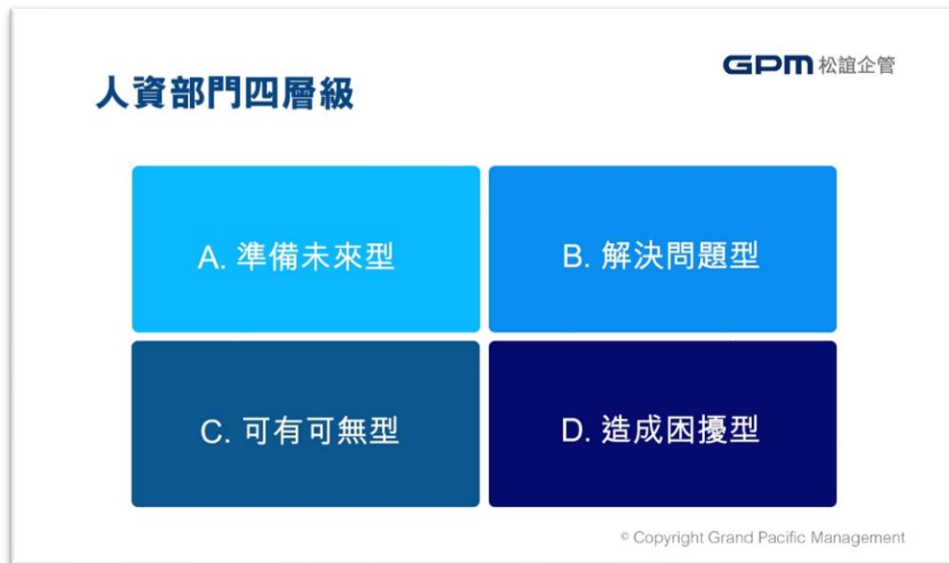 GPM 松誼企管
人資部門四層級
A. 準備未來型
B. 解決問題型
C. 可有可無型
D. 造成困擾型
© Copyright Grand Pacific Management